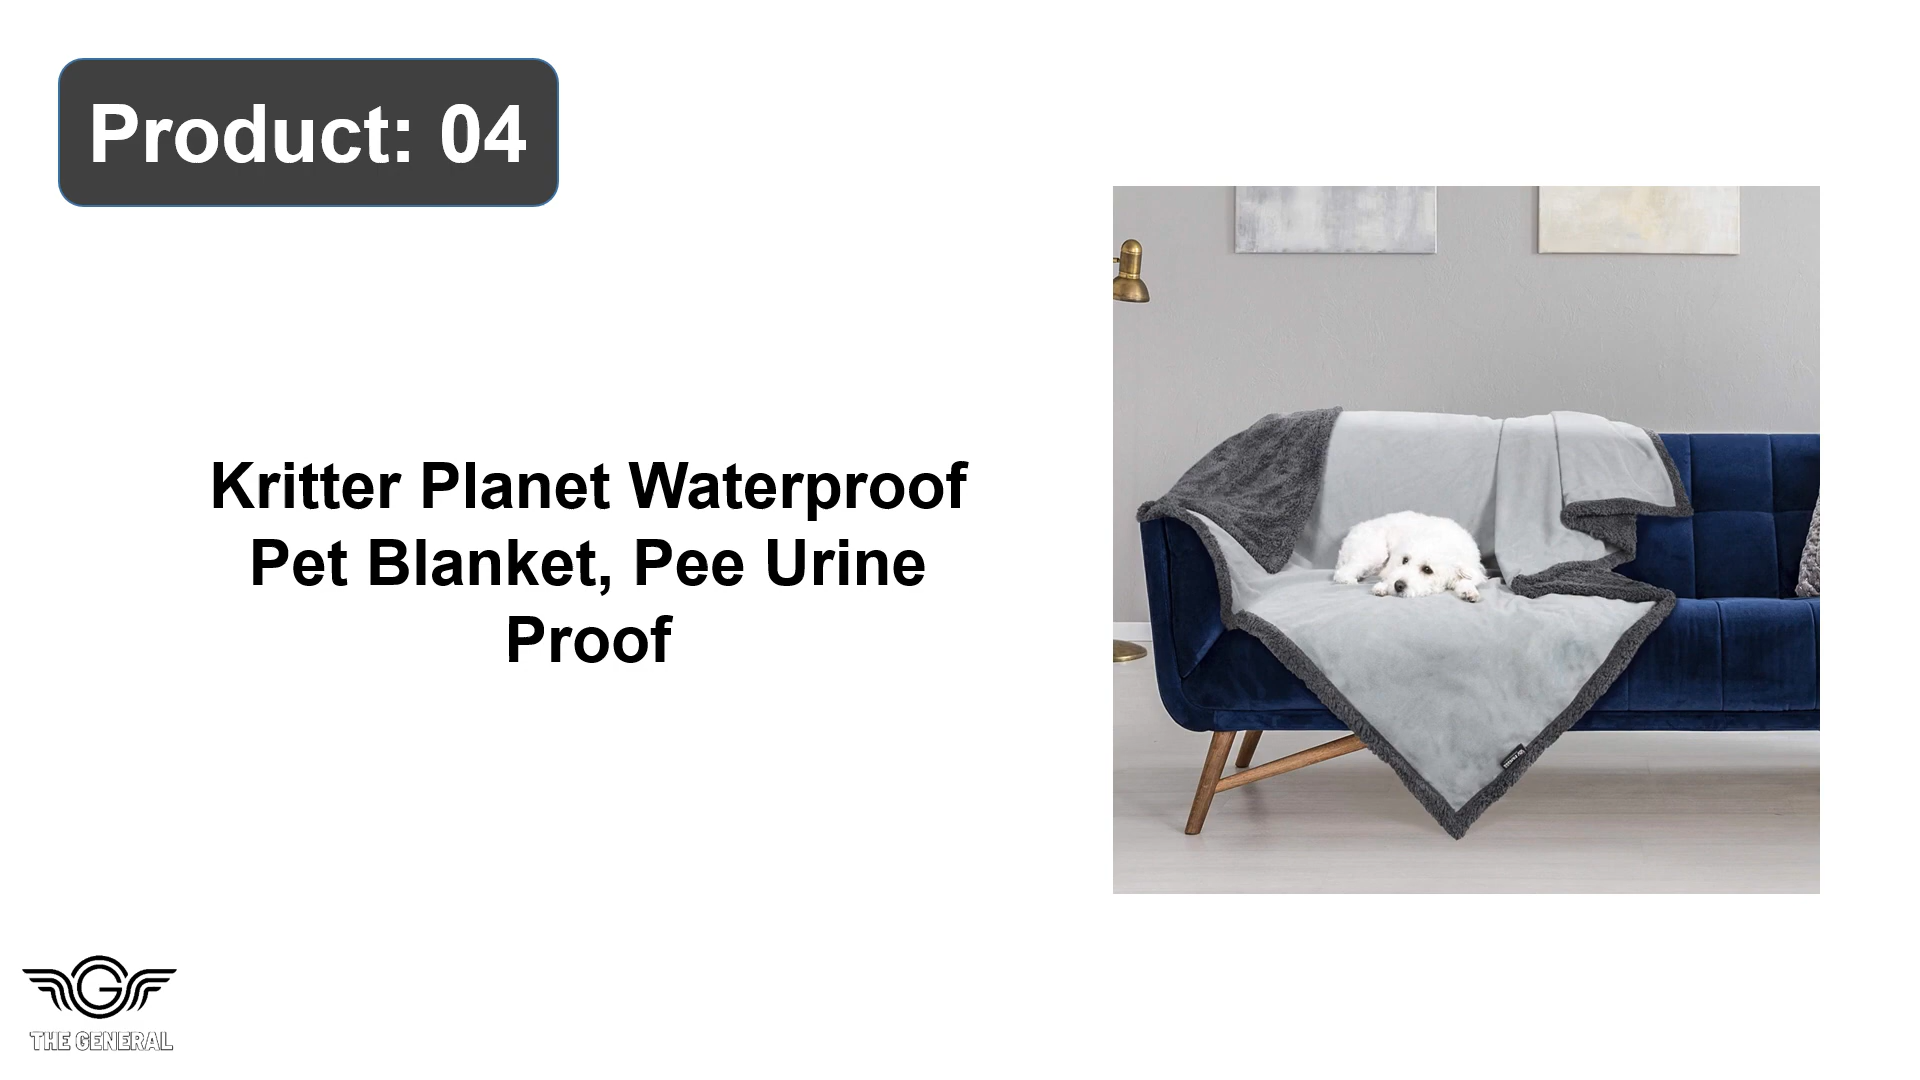 Product: 04
Kritter Planet Waterproof
Pet Blanket, Pee Urine
Proof
THE GENERAL